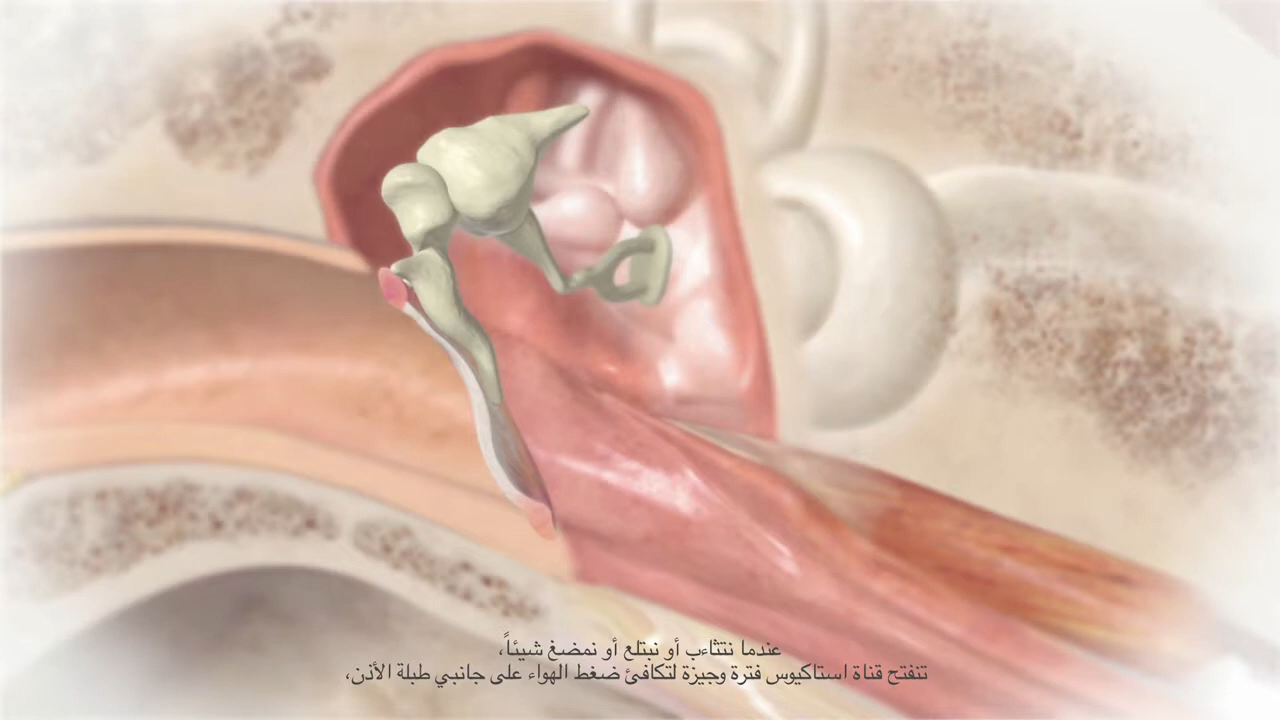 عندما نتثاءب أو نبتلع أو نمضغ شيئاً،
تنفتح قناة استاكيوس فترة وجيزة لتكافئ ضغط الهواء على جانبي طبلة الأذن،